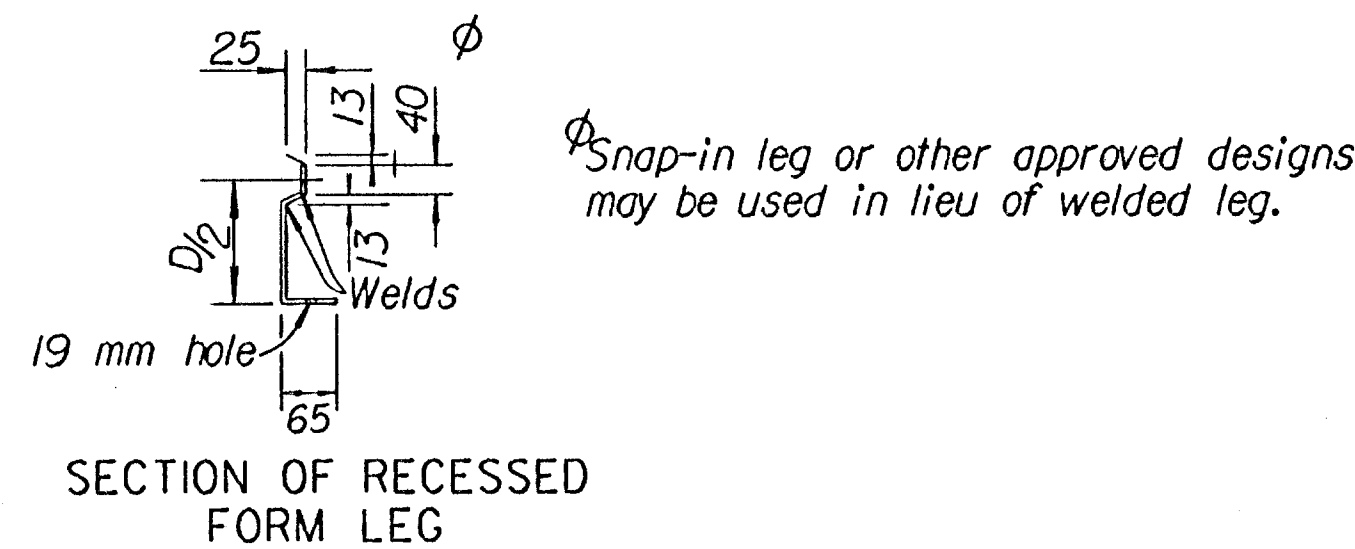 25
ϕ
13
40
ϕSnap-in leg or other approved designs
may be used in lieu of welded leg.
D/2
13
Welds
19 mm hole
65
SECTION OF RECESSED
FORM LEG